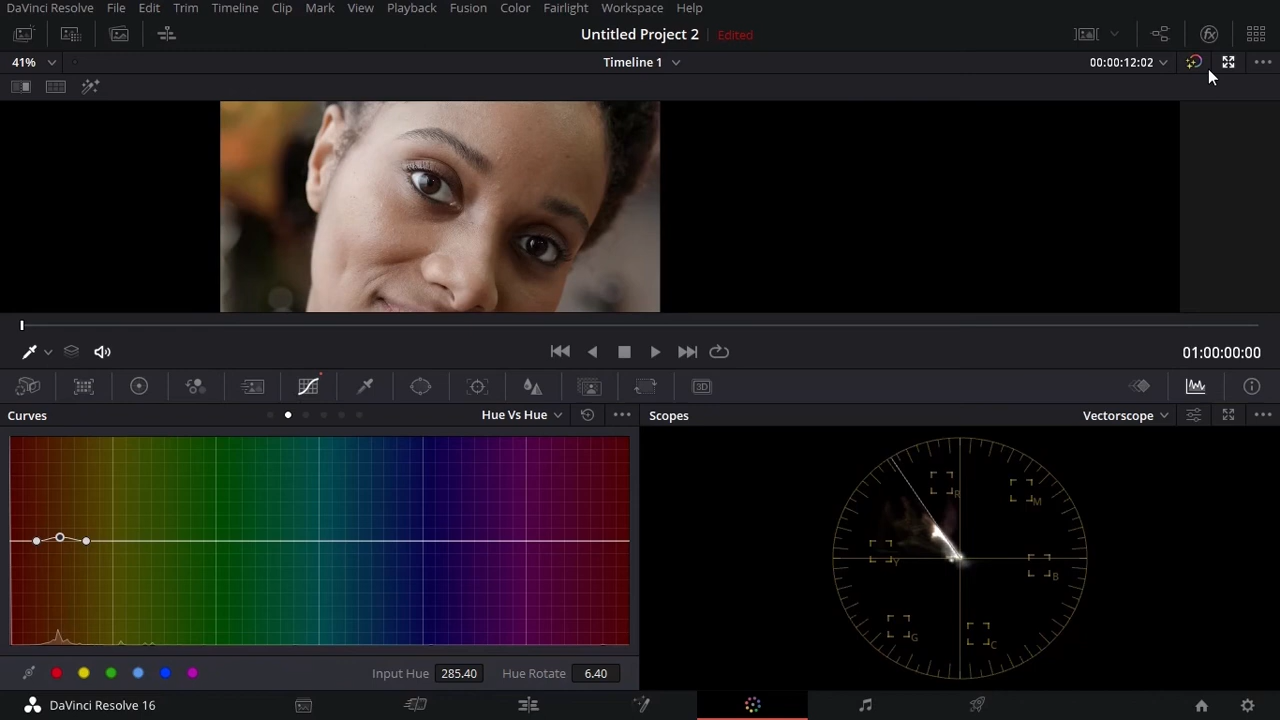 DaVinci Resolve File Edit Trim Timeline Clip Mark View Playback Fusion Color Fairlight Workspace Help
Untitled Project 2 Edited
41% Timeline 1 00:00:12:02
01:00:00:00
3D
Curves Hue Vs Hue Scopes Vectorscope
R
M
Y
B
G
C
Input Hue 285.40 Hue Rotate 6.40
DaVinci Resolve 16